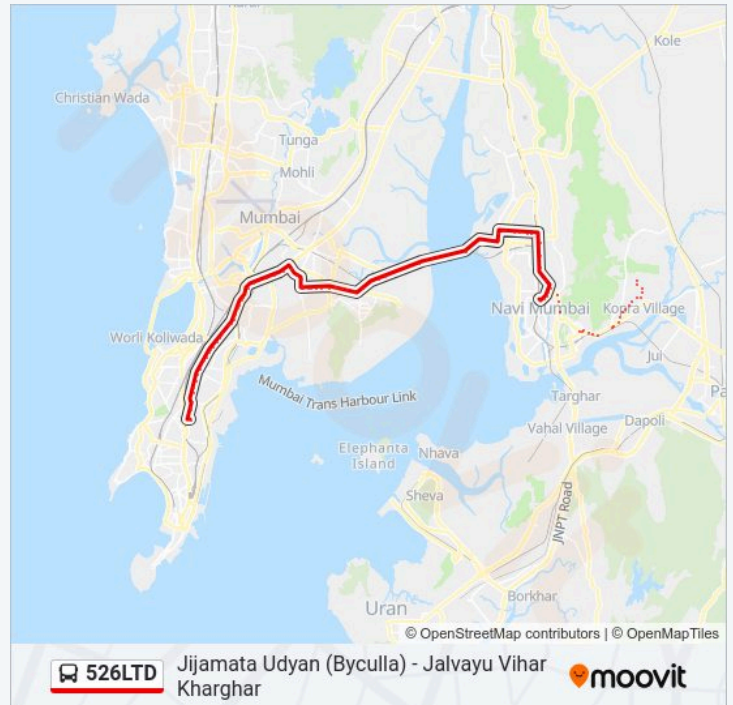 Kole
Christian Wada
Tunga
Mohli
Mumbai
Navi Mumbai
Kopra Village
Worli Koliwada
Jui
Mumbai Trans Harbour Link
Targhar
Vahal Village
Dapoli
Elephanta
Island
Nhava
Sheva
JNPT Road
Borkhar
Uran
© OpenStreetMap contributors | © OpenMapTiles
526LTD
Jijamata Udyan (Byculla) - Jalvayu Vihar
Kharghar
moovit